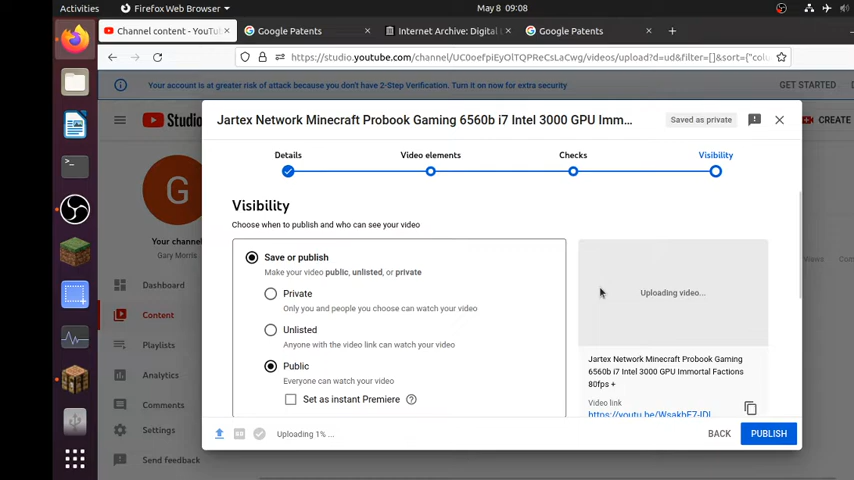 Activities
Firefox Web Browser
May 8 09:08
Channel content - YouTu
Google Patents
Internet Archive: Digital
Google Patents
https://studio.youtube.com/channel/UC0oefpiEyOlTQPReCsLaCwg/videos/upload?d=ud&filter=[]&sort={"colu
Your account is at greater risk of attack because you don't have 2-Step Verification. Turn it on now for extra security
GET STARTED
Studio
CREATE
Jartex Network Minecraft Probook Gaming 6560b i7 Intel 3000 GPU Imm...
Saved as private
Details
Video elements
Checks
Visibility
Visibility
Choose when to publish and who can see your video
G
Your channel
Gary Morris
Dashboard
Content
Playlists
Analytics
Comments
Settings
Send feedback
Save or publish
Make your video public, unlisted, or private
Private
Only you and people you choose can watch your video
Unlisted
Anyone with the video link can watch your video
Public
Everyone can watch your video
Set as instant Premiere
Uploading video...
Jartex Network Minecraft Probook Gaming
6560b i7 Intel 3000 GPU Immortal Factions
80fps +
Video link
Views
Uploading 1% ...
BACK
PUBLISH